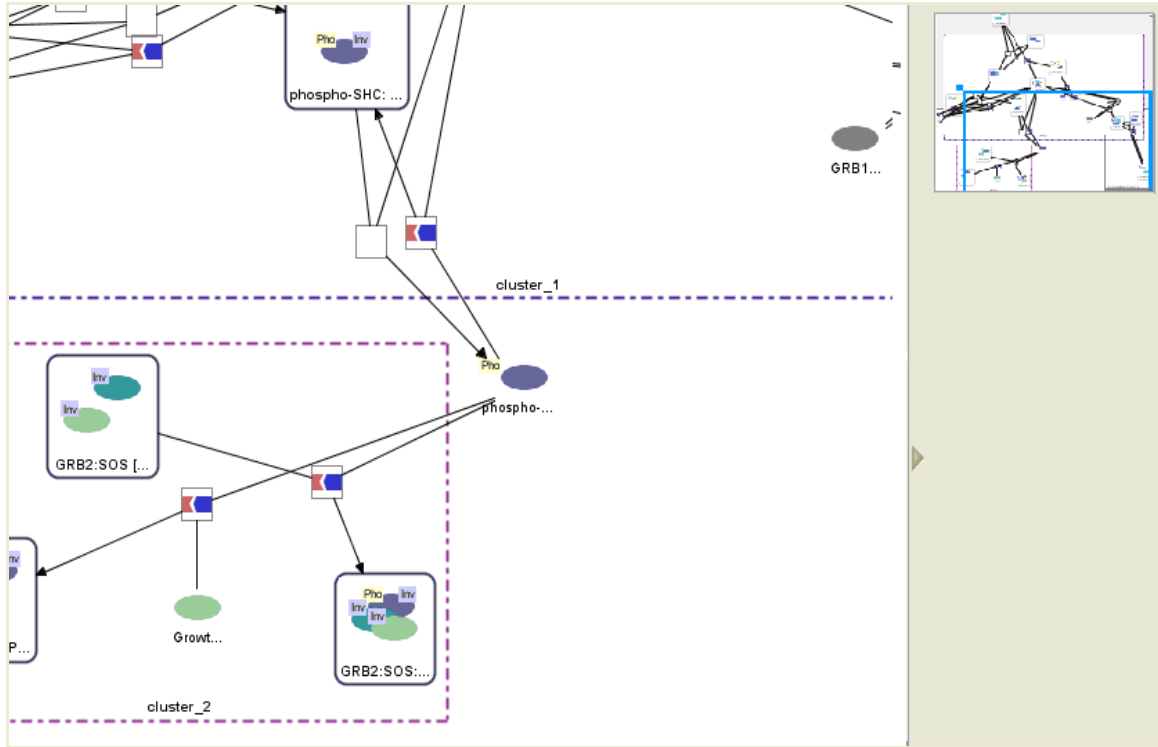 Pho Inv
phospho-SHC: ...
GRB1...
cluster_1
Pho
phospho-...
Inv
Inv
GRB2:SOS [...
Pho Inv
Inv
Inv
GRB2:SOS:...
Growt...
P...
cluster_2